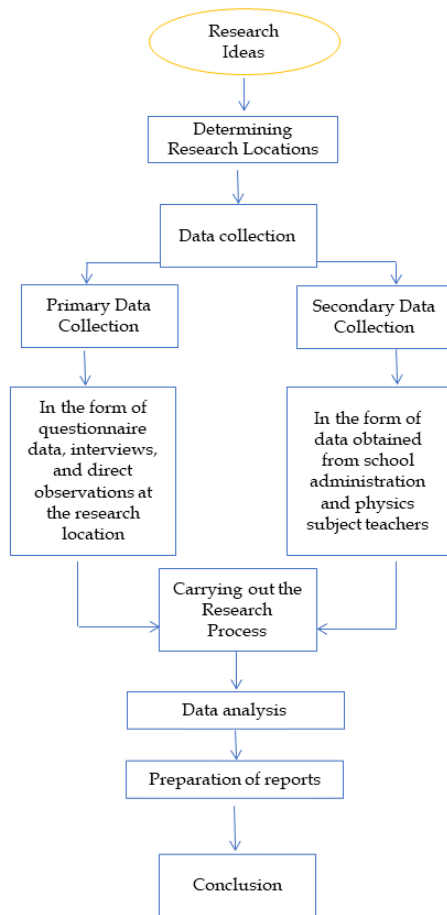 Research
Ideas
Determining
Research Locations
Data collection
Primary Data
Collection
Secondary Data
Collection
In the form of
questionnaire
data, interviews,
and direct
observations at
the research
location
In the form of
data obtained
from school
administration
and physics
subject teachers
Carrying out the
Research
Process
Data analysis
Preparation of reports
Conclusion